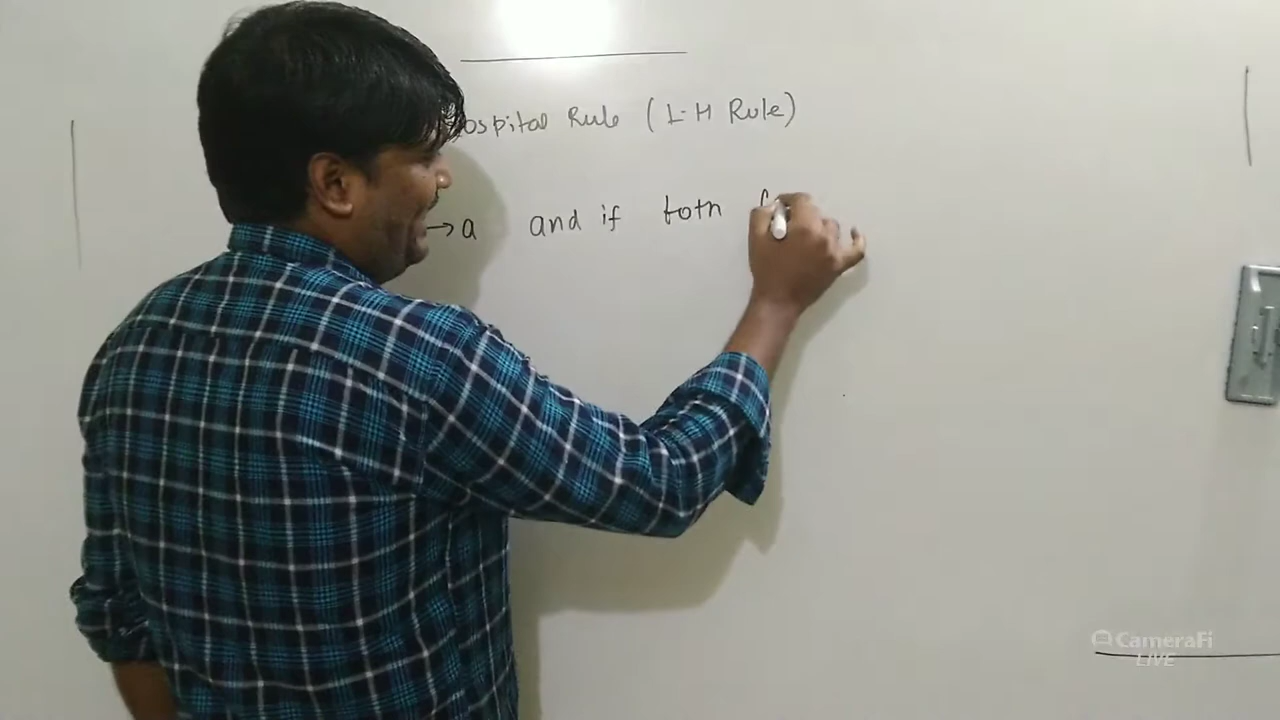 ospital Rule (L-H Rule)
→a and if both f
CameraFi
LIVE